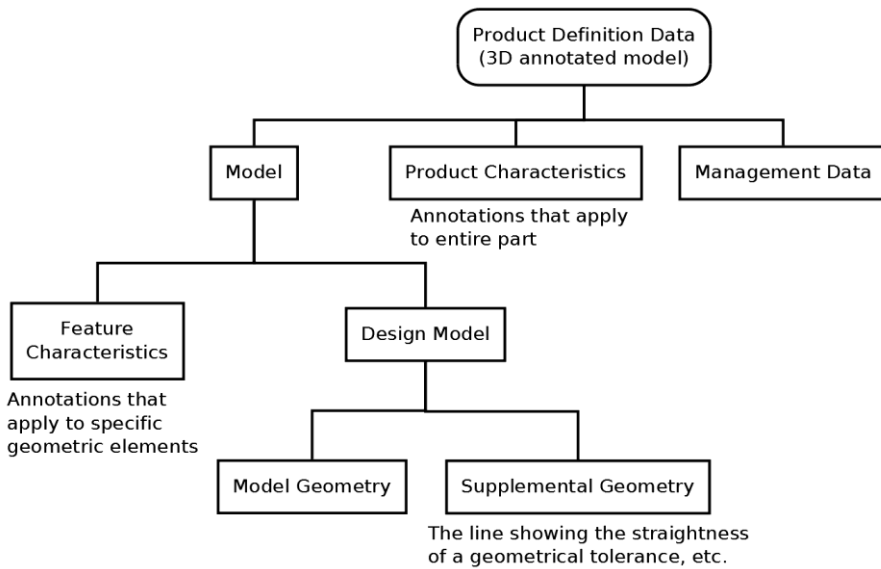 Product Definition Data
(3D annotated model)
Model
Product Characteristics
Management Data
Annotations that apply
to entire part
Feature
Characteristics
Design Model
Annotations that
apply to specific
geometric elements
Model Geometry
Supplemental Geometry
The line showing the straightness
of a geometrical tolerance, etc.